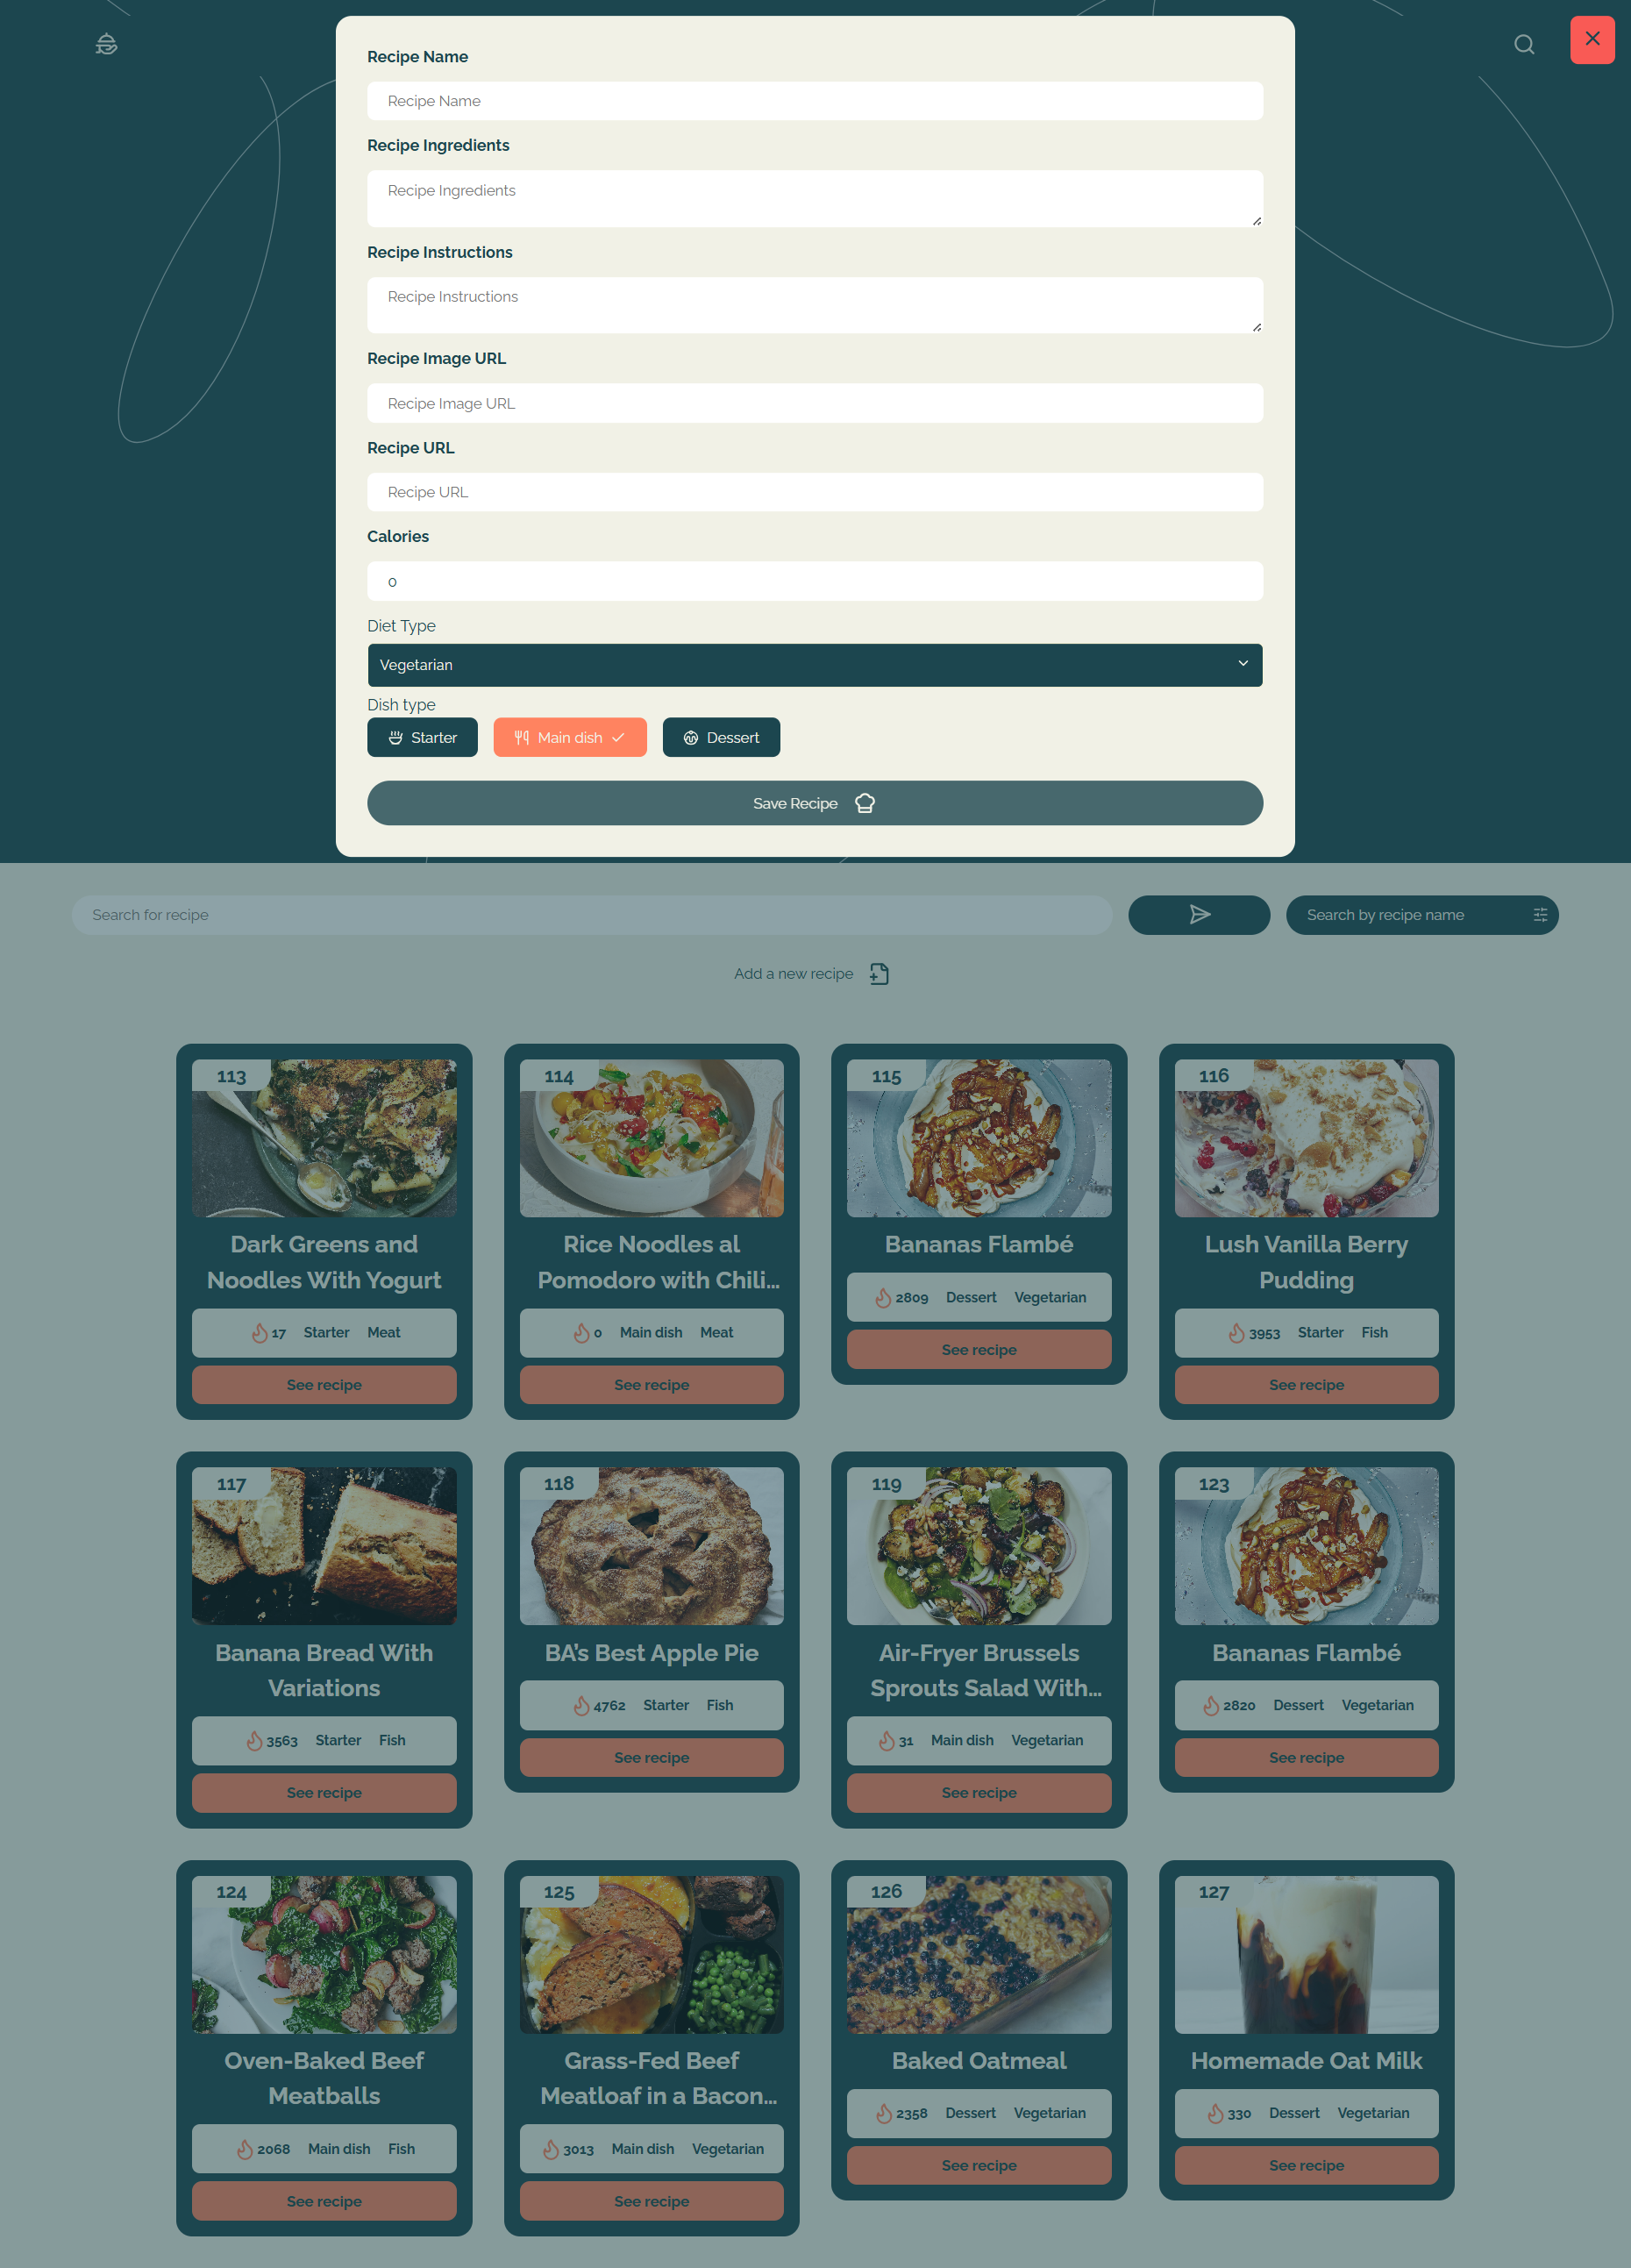 Recipe Name
Recipe Name
Recipe Ingredients
Recipe Ingredients
Recipe Instructions
Recipe Instructions
Recipe Image URL
Recipe Image URL
Recipe URL
Recipe URL
Calories
0
Diet Type
Vegetarian
Dish type
Starter Main dish Dessert
Save Recipe
Search for recipe Search by recipe name
Add a new recipe
113
Dark Greens and
Noodles With Yogurt
17 Starter Meat
See recipe
114
Rice Noodles al
Pomodoro with Chili...
0 Main dish Meat
See recipe
115
Bananas Flambé
2809 Dessert Vegetarian
See recipe
116
Lush Vanilla Berry
Pudding
3953 Starter Fish
See recipe
117
Banana Bread With
Variations
3563 Starter Fish
See recipe
118
BA’s Best Apple Pie
4762 Starter Fish
See recipe
119
Air-Fryer Brussels
Sprouts Salad With...
31 Main dish Vegetarian
See recipe
123
Bananas Flambé
2820 Dessert Vegetarian
See recipe
124
Oven-Baked Beef
Meatballs
2068 Main dish Fish
See recipe
125
Grass-Fed Beef
Meatloaf in a Bacon...
3013 Main dish Vegetarian
See recipe
126
Baked Oatmeal
2358 Dessert Vegetarian
See recipe
127
Homemade Oat Milk
330 Dessert Vegetarian
See recipe